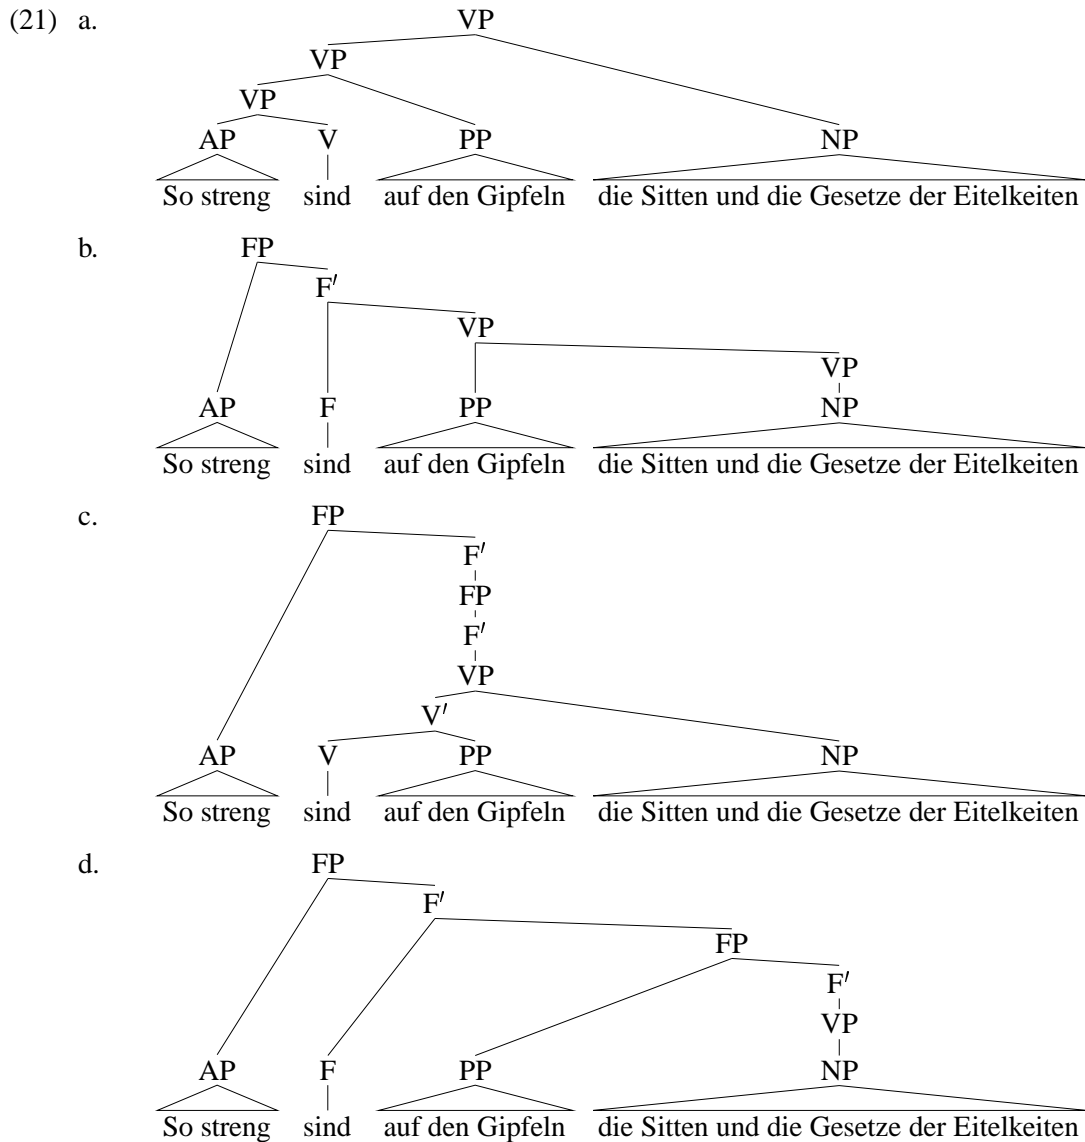 (21) a. VP
VP
VP
AP V PP NP
So streng sind auf den Gipfeln die Sitten und die Gesetze der Eitelkeiten
b. FP
F′
VP
VP
AP F PP NP
So streng sind auf den Gipfeln die Sitten und die Gesetze der Eitelkeiten
c. FP
F′
FP
F′
VP
V′
AP V PP NP
So streng sind auf den Gipfeln die Sitten und die Gesetze der Eitelkeiten
d. FP
F′
FP
F′
VP
AP F PP NP
So streng sind auf den Gipfeln die Sitten und die Gesetze der Eitelkeiten